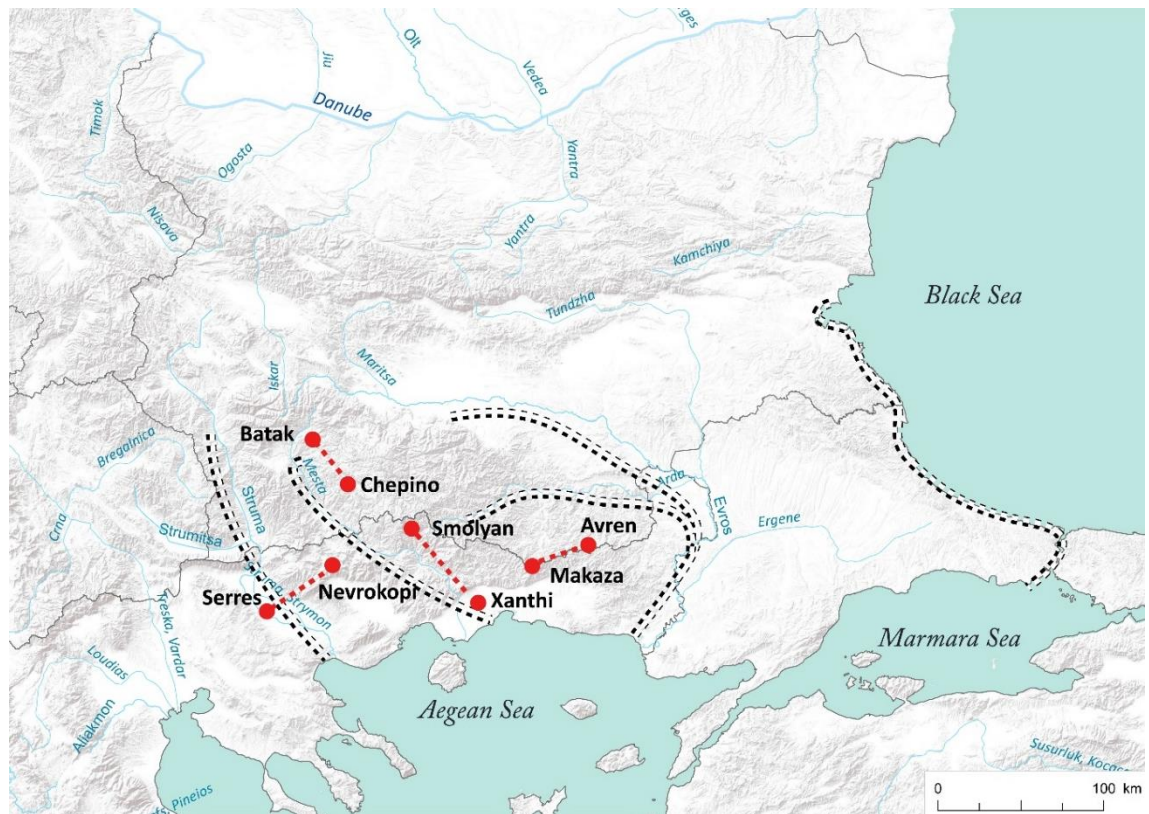 Jiu
Olt
Vedea
Danube
Timok
Ogosta
Yantra
Nisava
Yantra
Kamchiya
Black Sea
Tundzha
Maritsa
Iskar
Batak
Bregalnica
Mesta
Chepino
Struma
Arda
Evros
Crna
Strumitsa
Smolyan
Avren
Ergene
Makaza
Nevrokopi
Serres
Strymon
Xanthi
Treska, Vardar
Marmara Sea
Loudias
Aegean Sea
Aliakmon
Susurluk, Kocaç
Pineios
0 100 km